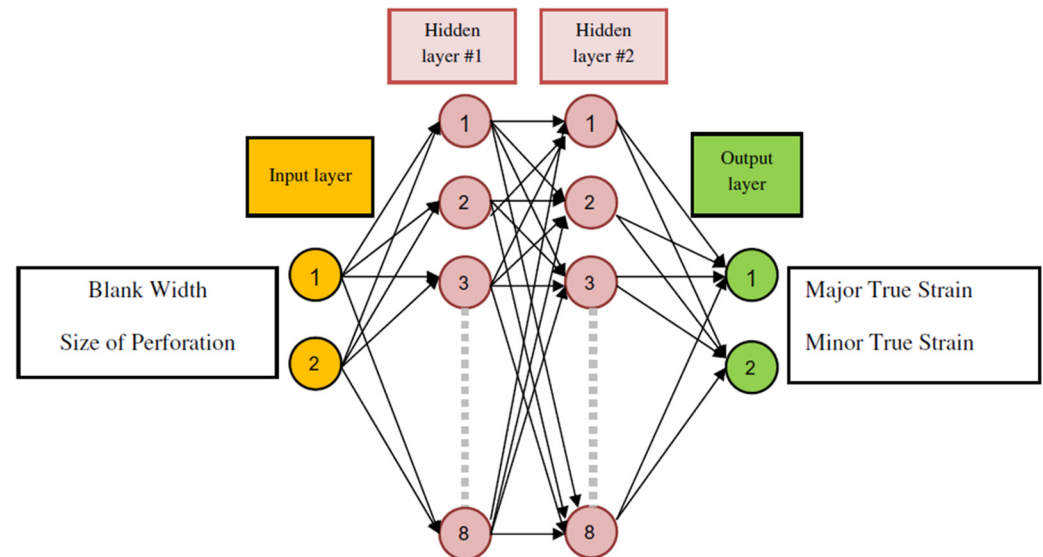 Hidden
layer #1
Hidden
layer #2
Input layer
Output
layer
1
2
3
8
1
2
3
8
1
2
1
2
Blank Width
Size of Perforation
Major True Strain
Minor True Strain